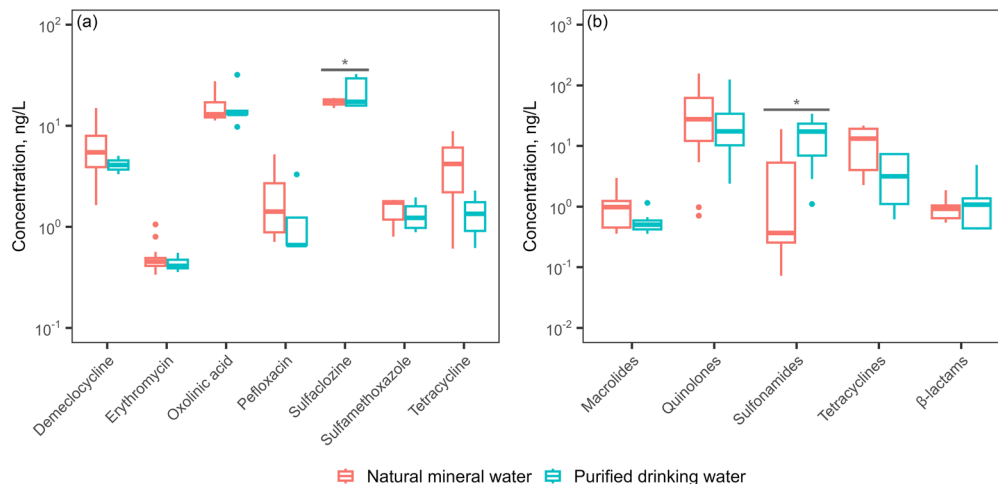 (a)
Concentration, ng/L
10²
10¹
10⁰
10⁻¹
*
Demeclocycline
Erythromycin
Oxolinic acid
Pefloxacin
Sulfaclozine
Sulfamethoxazole
Tetracycline
(b)
Concentration, ng/L
10³
10²
10¹
10⁰
10⁻¹
10⁻²
*
Macrolides
Quinolones
Sulfonamides
Tetracyclines
β-lactams
Natural mineral water Purified drinking water